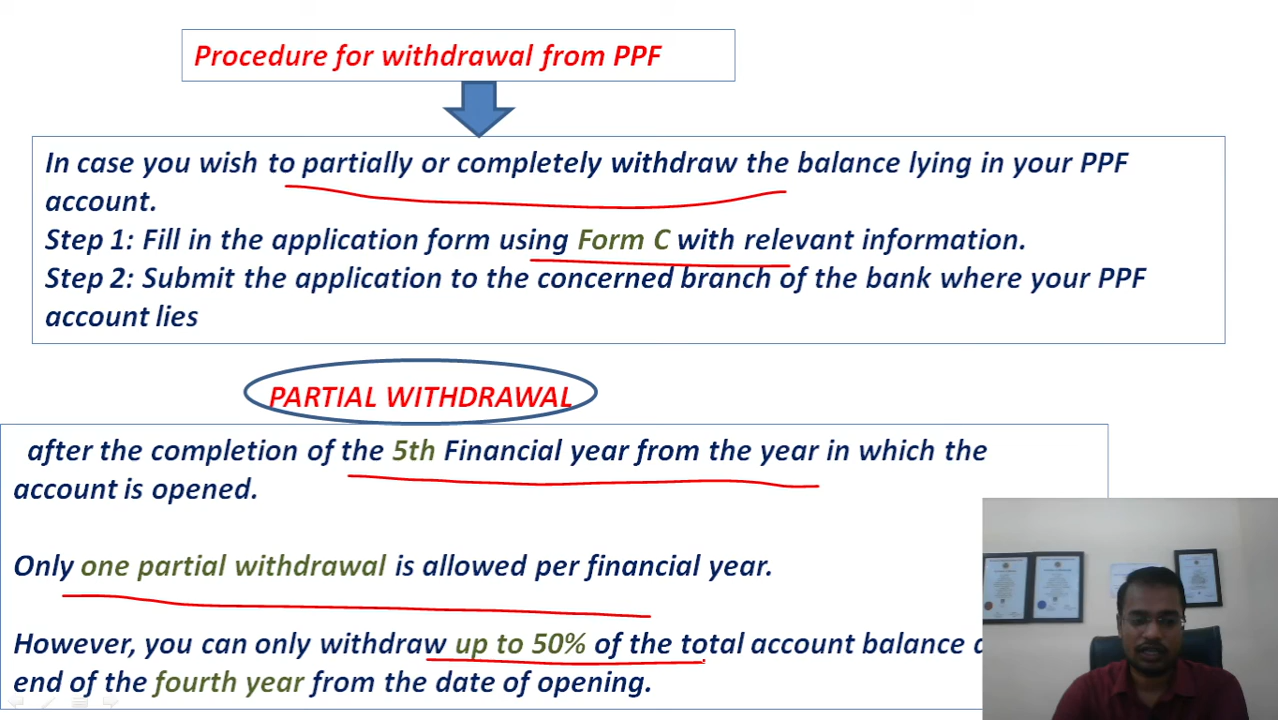 Procedure for withdrawal from PPF
In case you wish to partially or completely withdraw the balance lying in your PPF
account.
Step 1: Fill in the application form using Form C with relevant information.
Step 2: Submit the application to the concerned branch of the bank where your PPF
account lies
PARTIAL WITHDRAWAL
after the completion of the 5th Financial year from the year in which the
account is opened.
Only one partial withdrawal is allowed per financial year.
However, you can only withdraw up to 50% of the total account balance
end of the fourth year from the date of opening.